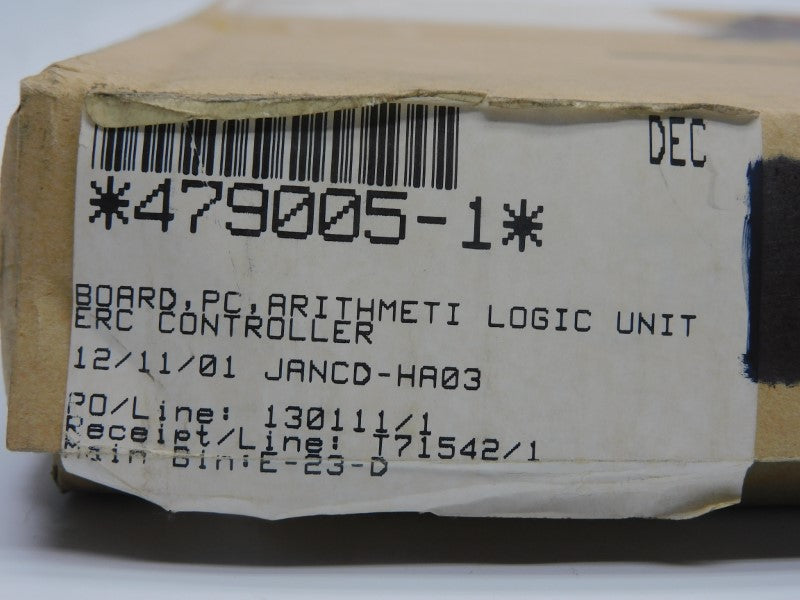 DEC
*479005-1*
BOARD,PC,ARITHMETI LOGIC UNIT
ERC CONTROLLER
12/11/01 JANCD-HA03
PO/Line: 130111/1
Receipt/Line: T71542/1
Main Bin:E-23-D